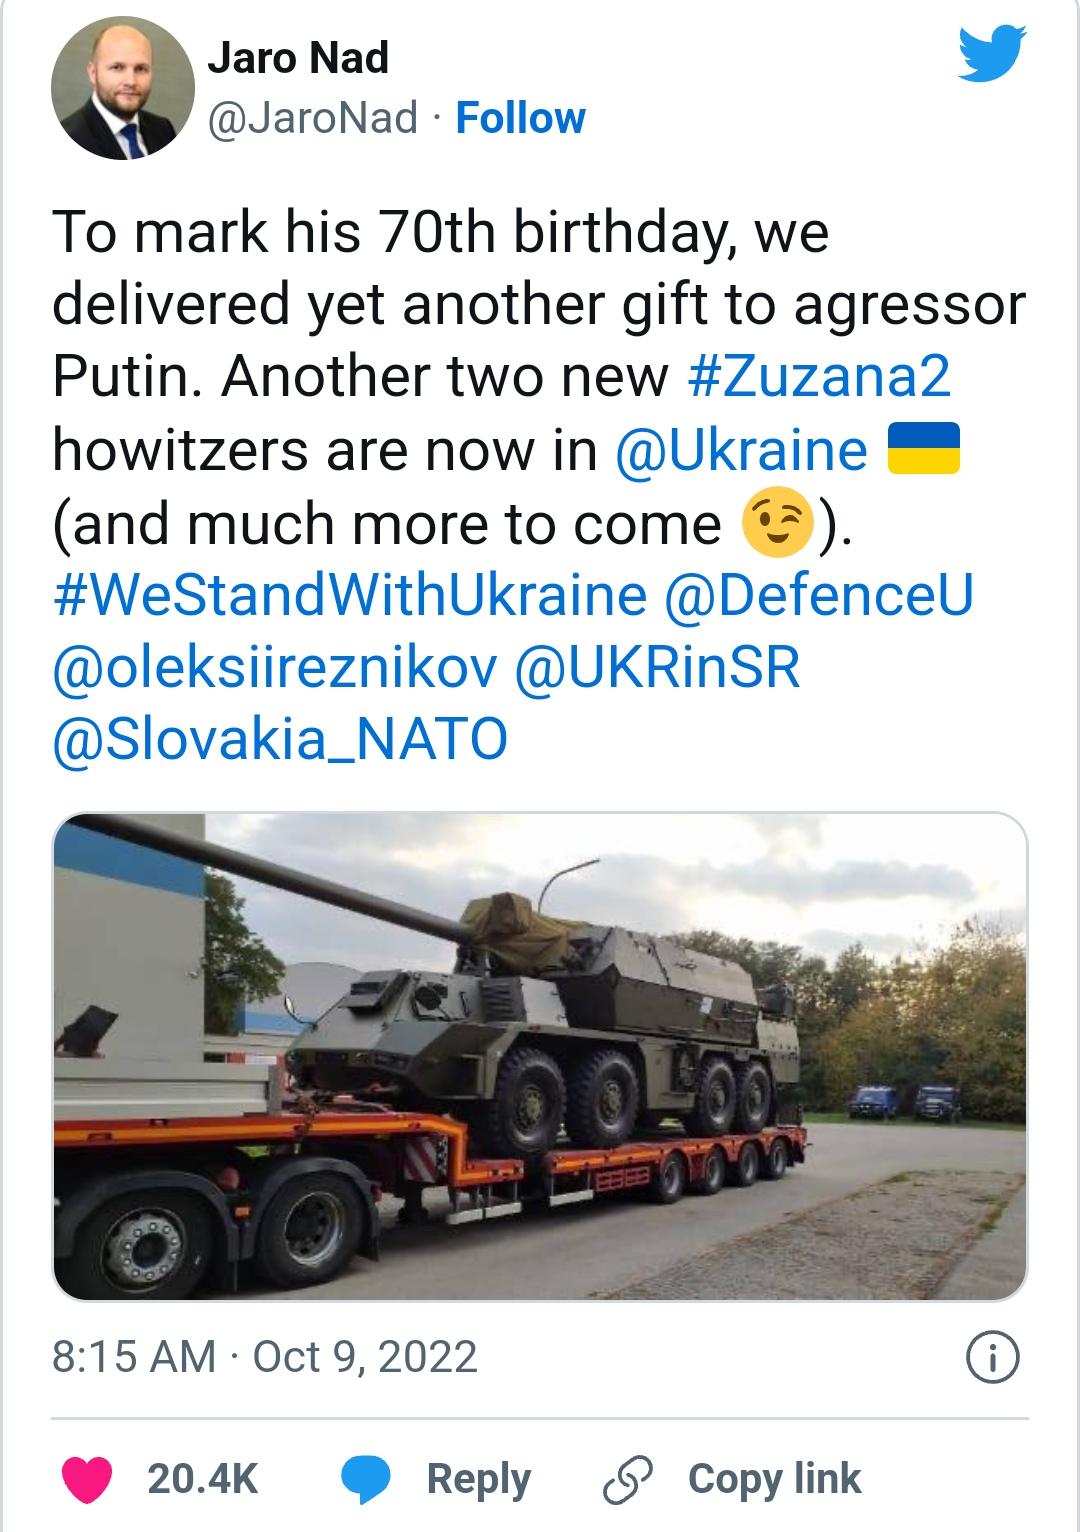 Jaro Nad
@JaroNad · Follow
To mark his 70th birthday, we
delivered yet another gift to agressor
Putin. Another two new #Zuzana2
howitzers are now in @Ukraine 🇺🇦
(and much more to come 😉).
#WeStandWithUkraine @DefenceU
@oleksiireznikov @UKRinSR
@Slovakia_NATO
8:15 AM · Oct 9, 2022
20.4K Reply Copy link